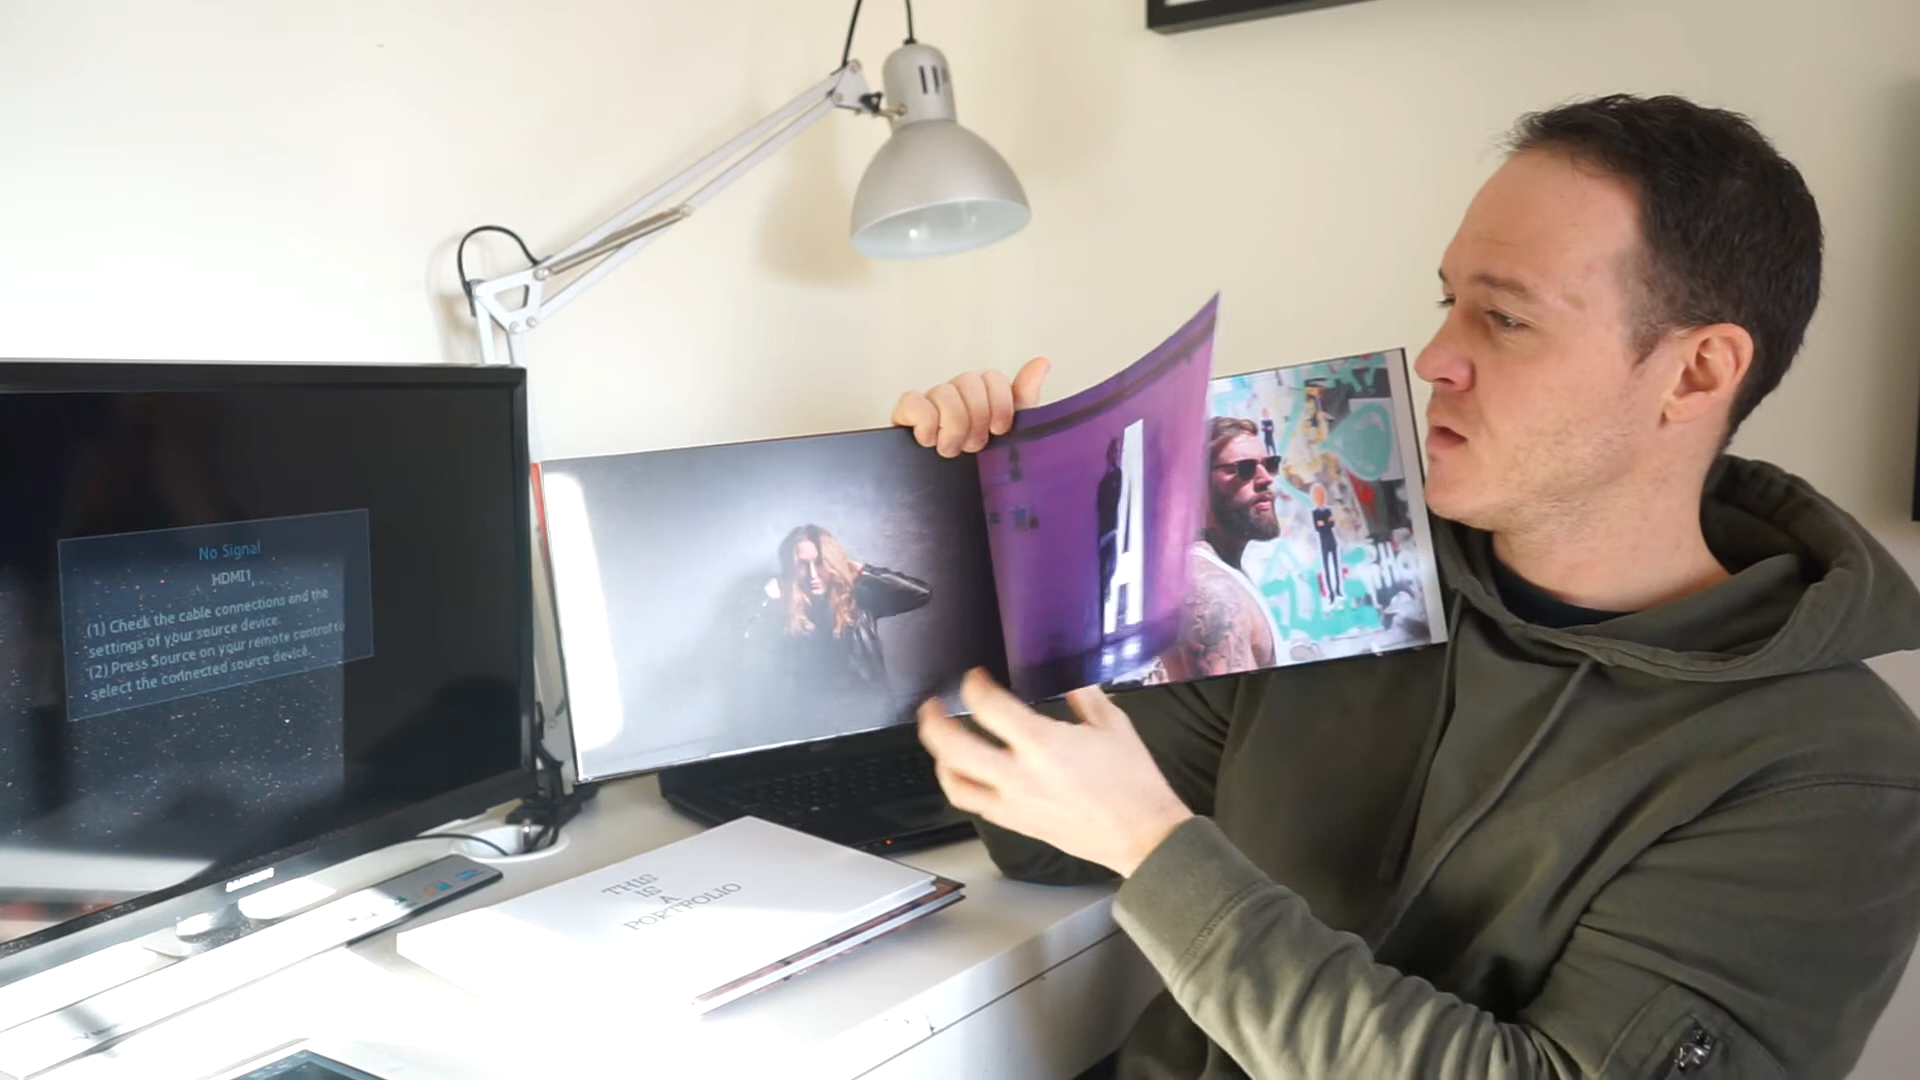 No Signal
HDMI1
(1) Check the cable connections and the
settings of your source device.
(2) Press Source on your remote control to
select the connected source device.
SAMSUNG
THIS
IS
A
PORTFOLIO